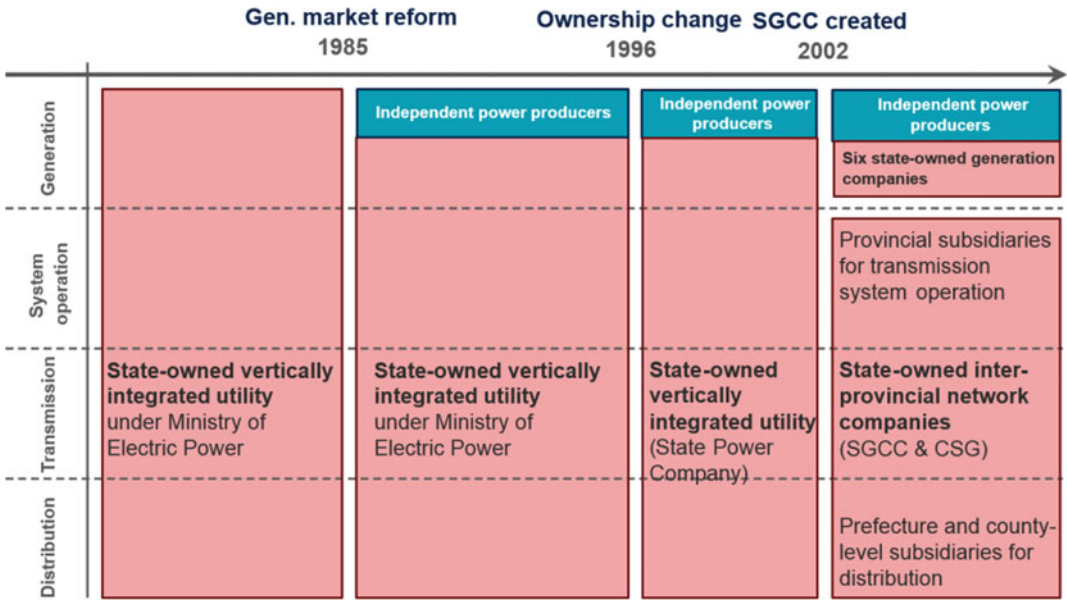 Gen. market reform
Ownership change
SGCC created
1985
1996
2002
Generation
Independent power producers
Independent power
producers
Independent power
producers
Six state-owned generation
companies
System
operation
Provincial subsidiaries
for transmission
system operation
Transmission
State-owned vertically
integrated utility
under Ministry of
Electric Power
State-owned vertically
integrated utility
under Ministry of
Electric Power
State-owned
vertically
integrated utility
(State Power
Company)
State-owned inter-
provincial network
companies
(SGCC & CSG)
Distribution
Prefecture and county-
level subsidiaries for
distribution